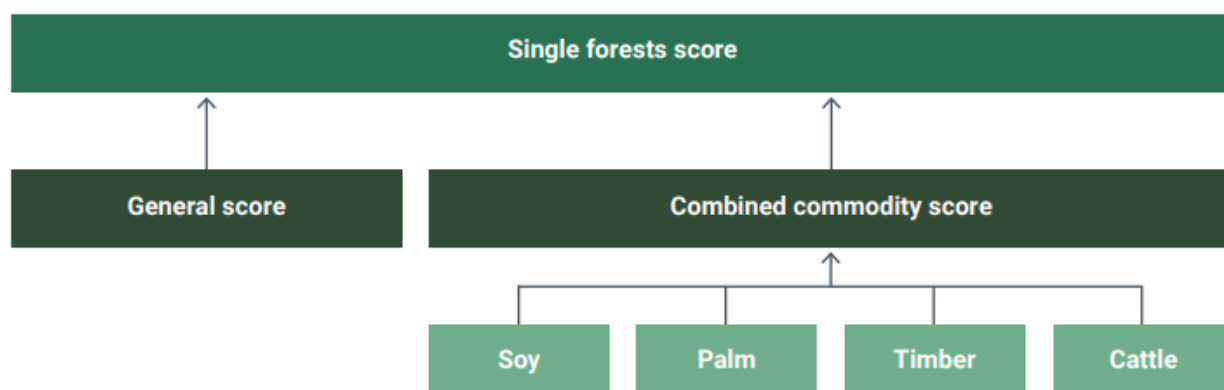 Single forests score
General score
Combined commodity score
Soy
Palm
Timber
Cattle